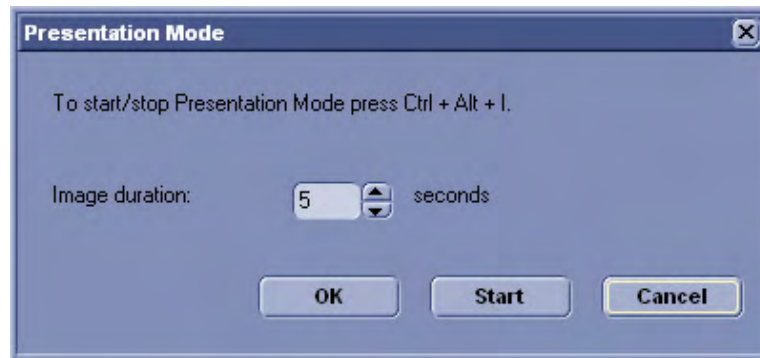 Presentation Mode
To start/stop Presentation Mode press Ctrl + Alt + I.
Image duration: 5 seconds
OK Start Cancel